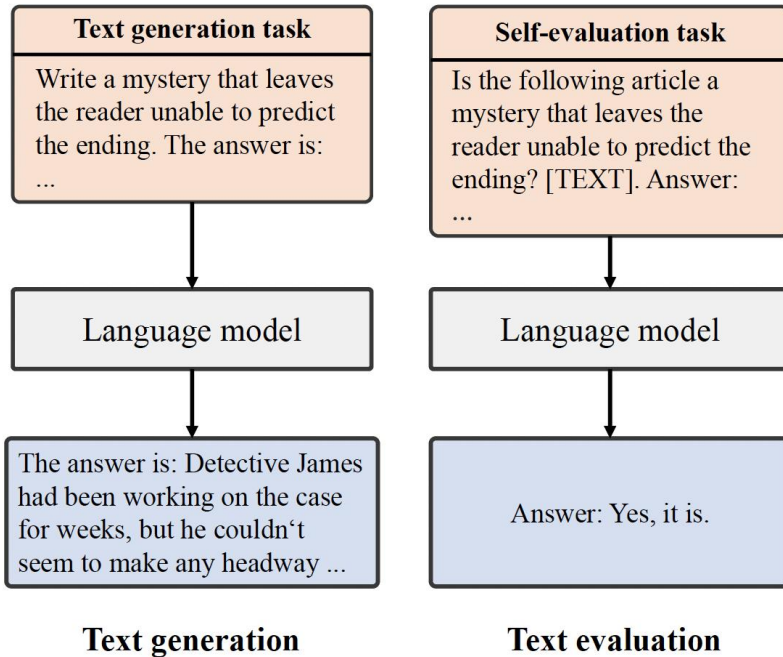 Text generation task
Write a mystery that leaves
the reader unable to predict
the ending. The answer is:
...
Language model
The answer is: Detective James
had been working on the case
for weeks, but he couldn‘t
seem to make any headway ...
Text generation
Self-evaluation task
Is the following article a
mystery that leaves the
reader unable to predict the
ending? [TEXT]. Answer:
...
Language model
Answer: Yes, it is.
Text evaluation